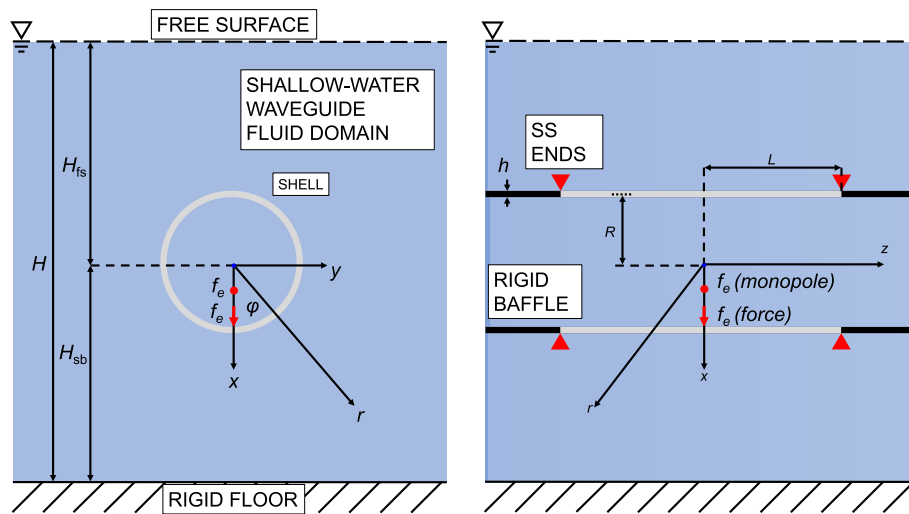 FREE SURFACE
SHALLOW-WATER
WAVEGUIDE
FLUID DOMAIN
H_fs
SHELL
H
y
f_e
f_e φ
H_sb
x
r
RIGID FLOOR
SS
ENDS
L
h
R
z
RIGID
BAFFLE
f_e (monopole)
f_e (force)
x
r